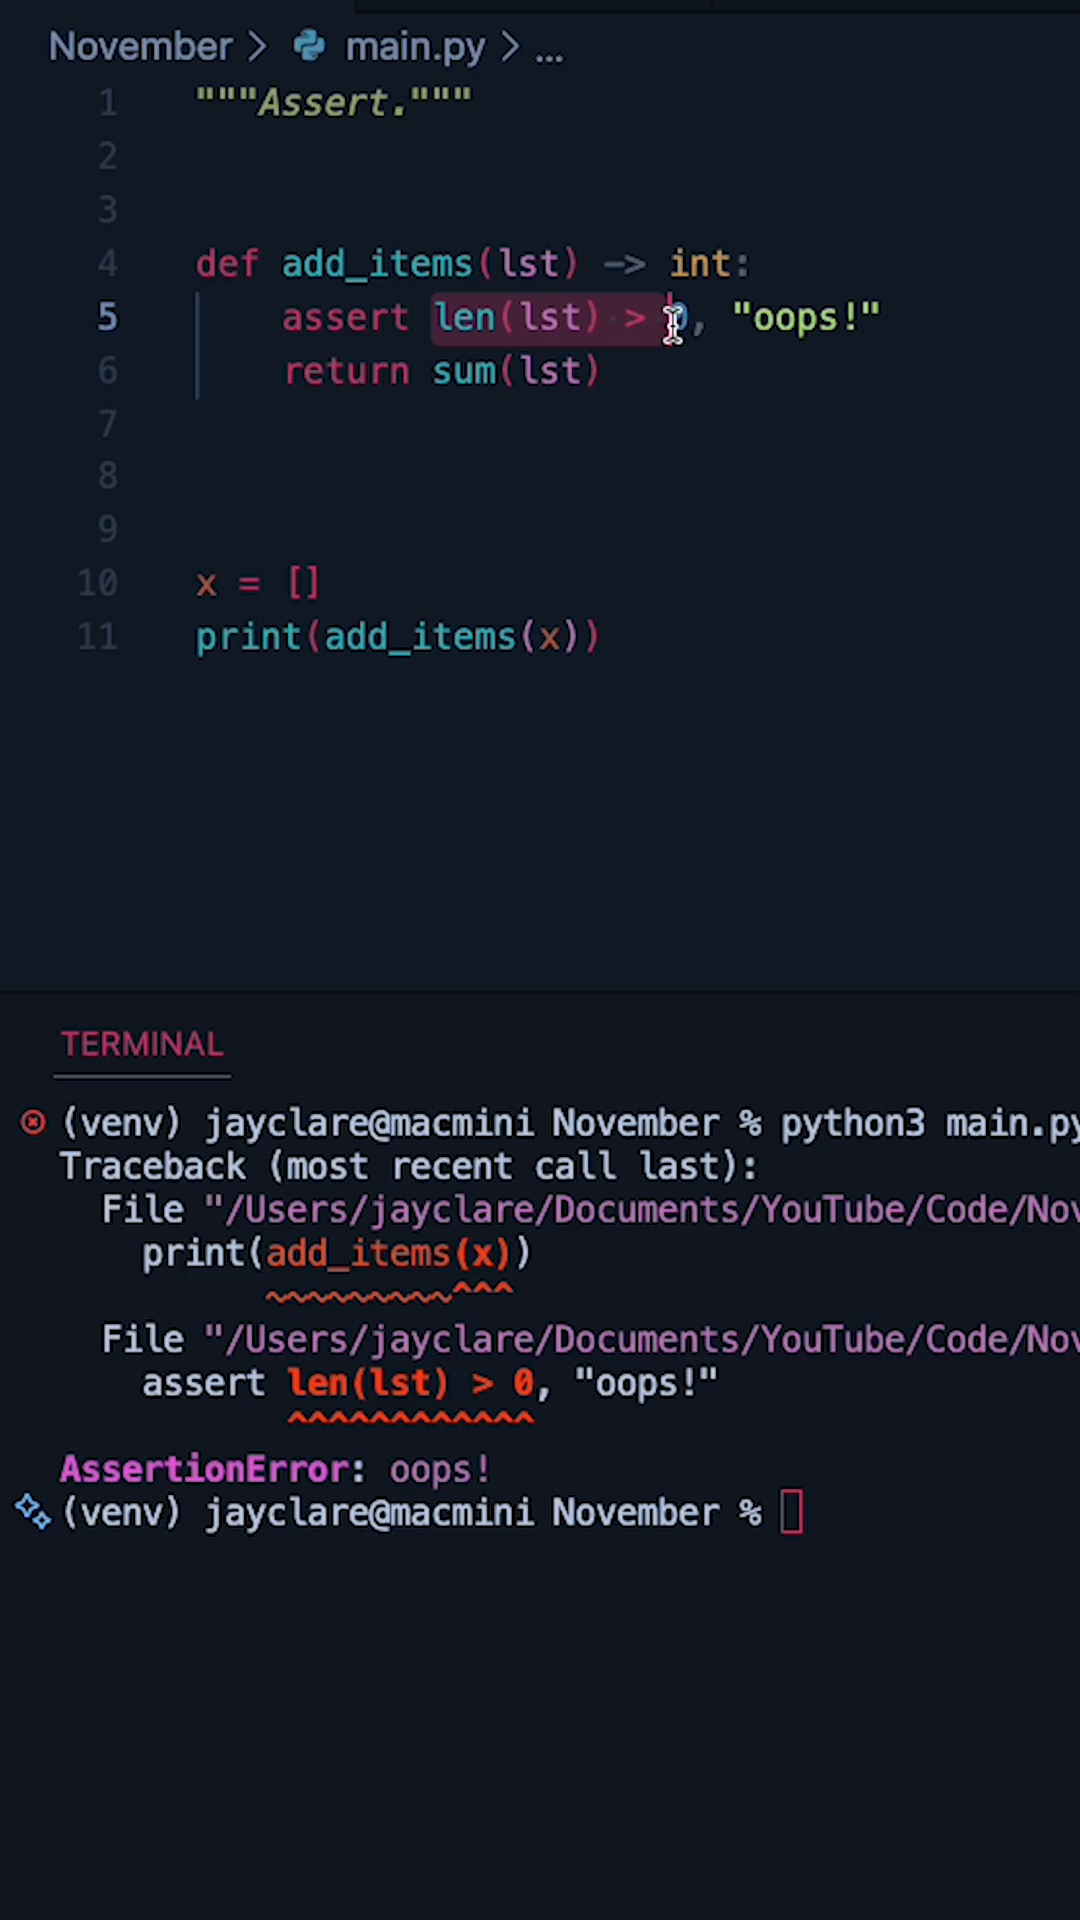 November > main.py > ...
1 """Assert."""
2
3
4 def add_items(lst) -> int:
5 assert len(lst) > 0, "oops!"
6 return sum(lst)
7
8
9
10 x = []
11 print(add_items(x))
TERMINAL
(venv) jayclare@macmini November % python3 main.py
Traceback (most recent call last):
File "/Users/jayclare/Documents/YouTube/Code/Nov
print(add_items(x))
~~~~~~~~~^^^
File "/Users/jayclare/Documents/YouTube/Code/Nov
assert len(lst) > 0, "oops!"
^^^^^^^^^^^^
AssertionError: oops!
(venv) jayclare@macmini November %